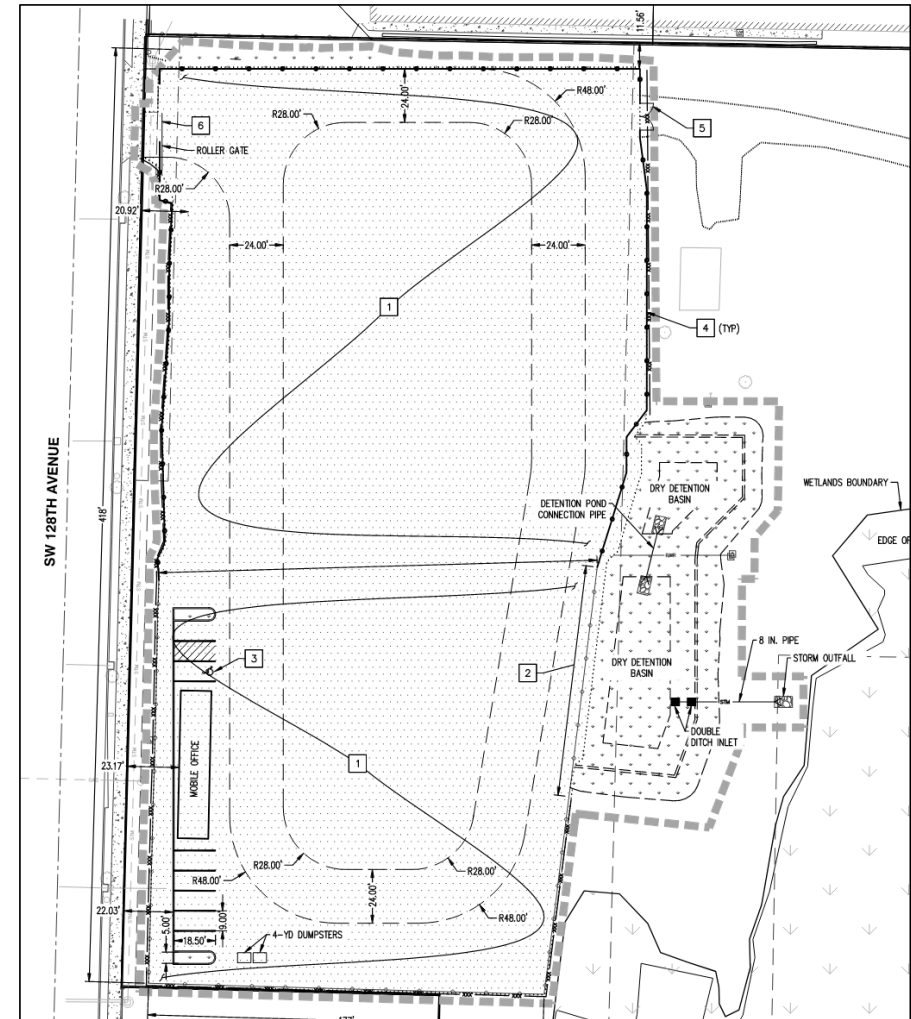 11.56'
R48.00'
24.00'
R28.00'
R28.00'
6
5
ROLLER GATE
R28.00'
20.92'
24.00'
24.00'
1
4 (TYP)
SW 128TH AVENUE
418'
DRY DETENTION
BASIN
WETLANDS BOUNDARY
DETENTION POND
CONNECTION PIPE
EDGE OF
3
2
DRY DETENTION
BASIN
8 IN. PIPE
STORM OUTFALL
DOUBLE
DITCH INLET
MOBILE OFFICE
23.17'
1
R28.00'
R28.00'
R48.00'
24.00'
R48.00'
22.03'
5.00'
9.00'
18.50'
4-YD DUMPSTERS